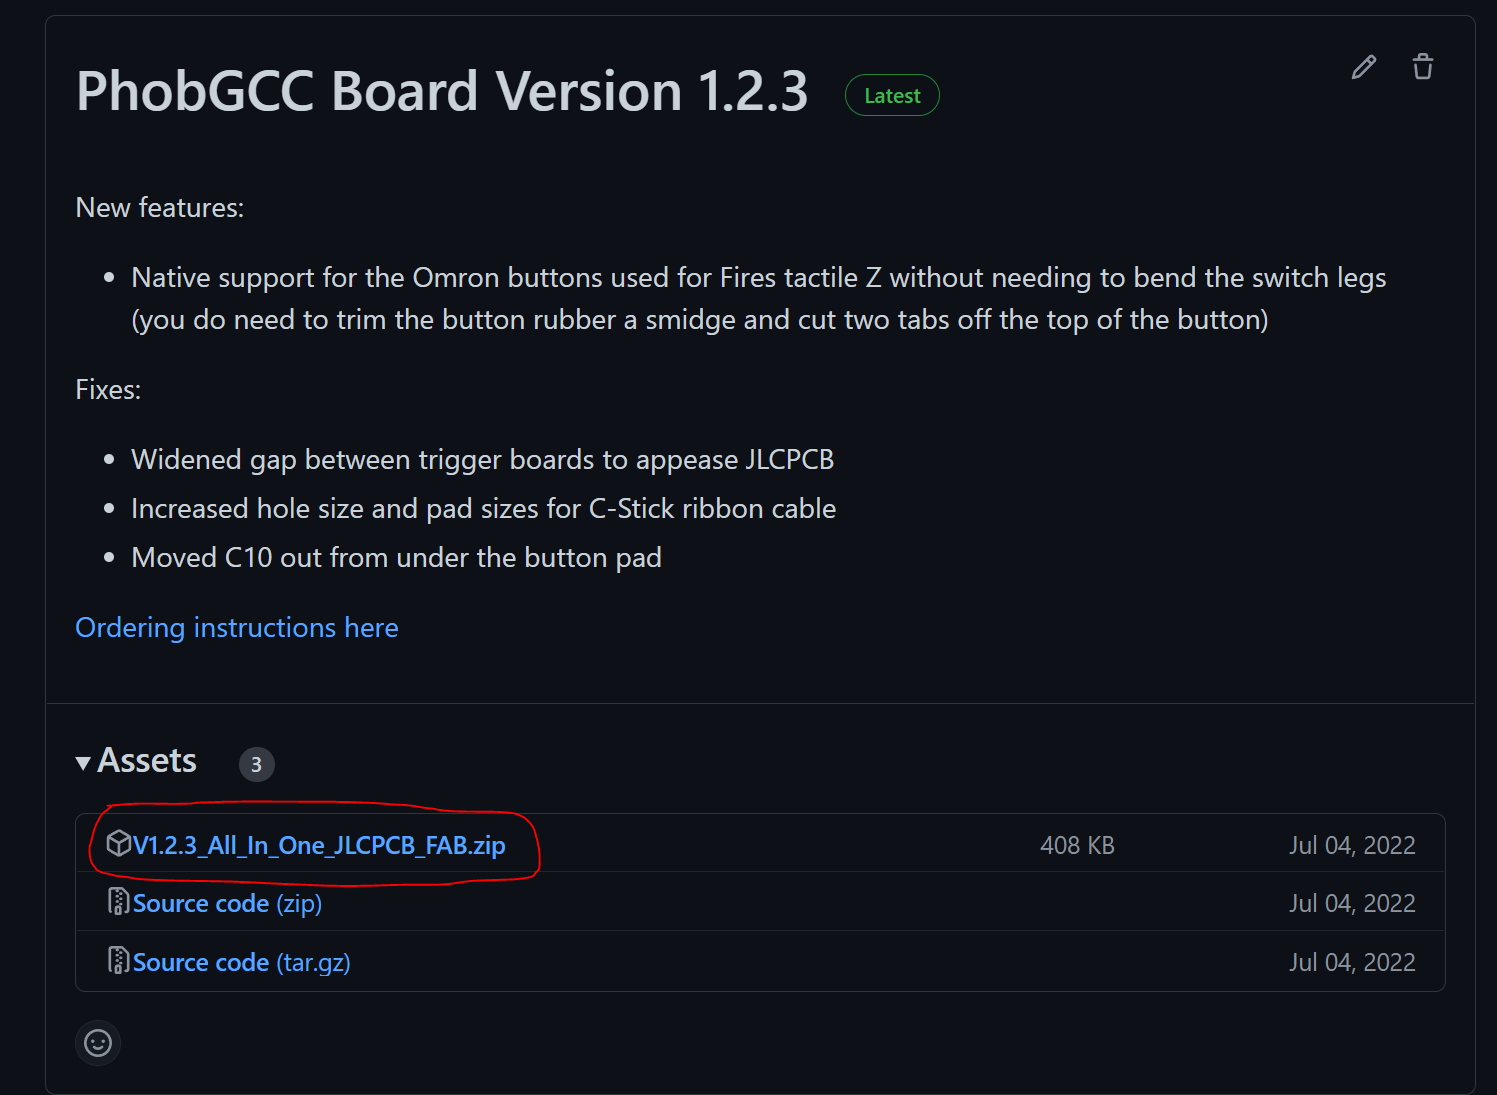 PhobGCC Board Version 1.2.3 Latest
New features:
Native support for the Omron buttons used for Fires tactile Z without needing to bend the switch legs
(you do need to trim the button rubber a smidge and cut two tabs off the top of the button)
Fixes:
Widened gap between trigger boards to appease JLCPCB
Increased hole size and pad sizes for C-Stick ribbon cable
Moved C10 out from under the button pad
Ordering instructions here
Assets 3
V1.2.3_All_In_One_JLCPCB_FAB.zip 408 KB Jul 04, 2022
Source code (zip) Jul 04, 2022
Source code (tar.gz) Jul 04, 2022